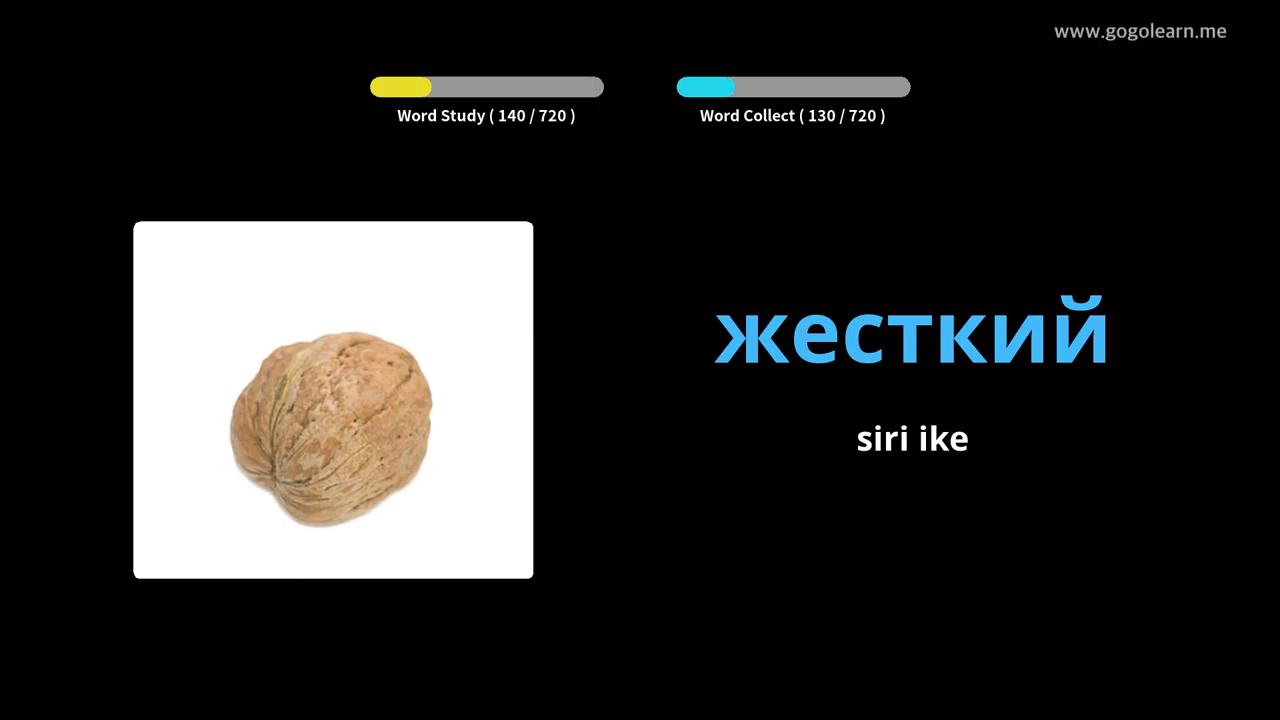 www.gogolearn.me
Word Study ( 140 / 720 )
Word Collect ( 130 / 720 )
жесткий
siri ike